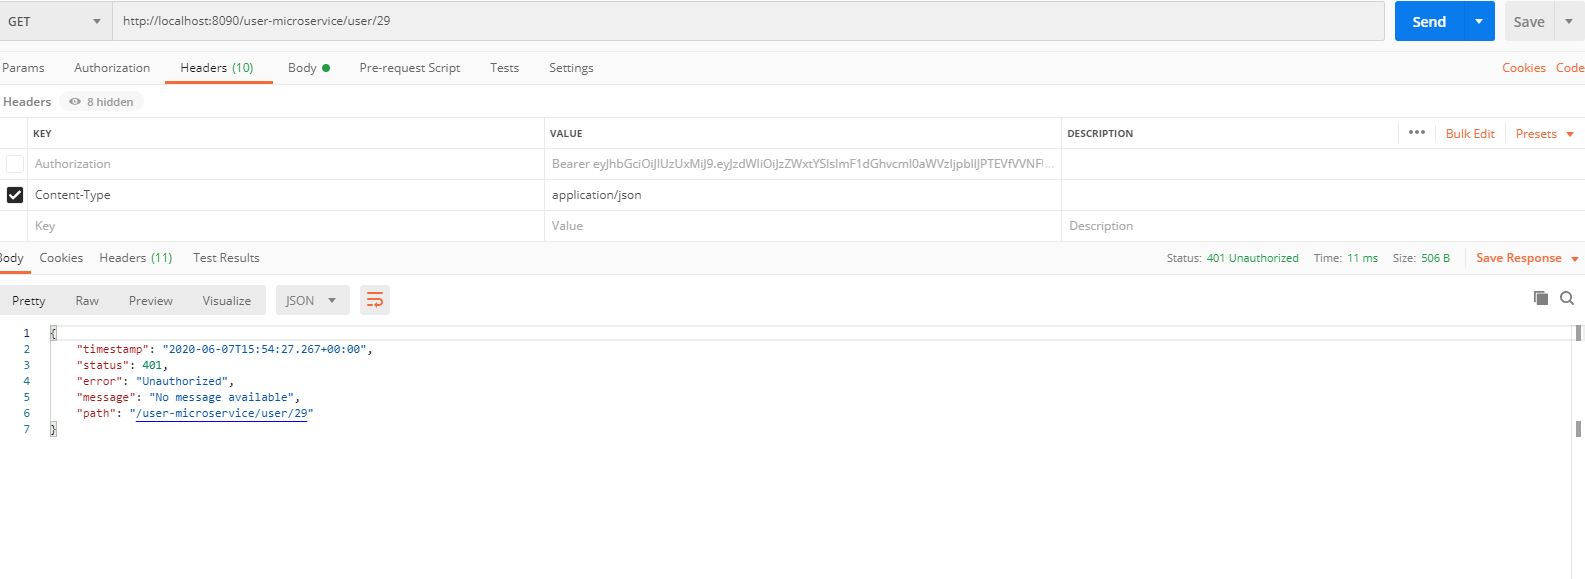 GET http://localhost:8090/user-microservice/user/29 Send Save
Params Authorization Headers (10) Body Pre-request Script Tests Settings Cookies Code
Headers 8 hidden
KEY VALUE DESCRIPTION ••• Bulk Edit Presets
Authorization Bearer
Content-Type application/json
Key Value Description
Body Cookies Headers (11) Test Results Status: 401 Unauthorized Time: 11 ms Size: 506 B Save Response
Pretty Raw Preview Visualize JSON
1 {
2 "timestamp": "2020-06-07T15:54:27.267+00:00",
3 "status": 401,
4 "error": "Unauthorized",
5 "message": "No message available",
6 "path": "/user-microservice/user/29"
7 }